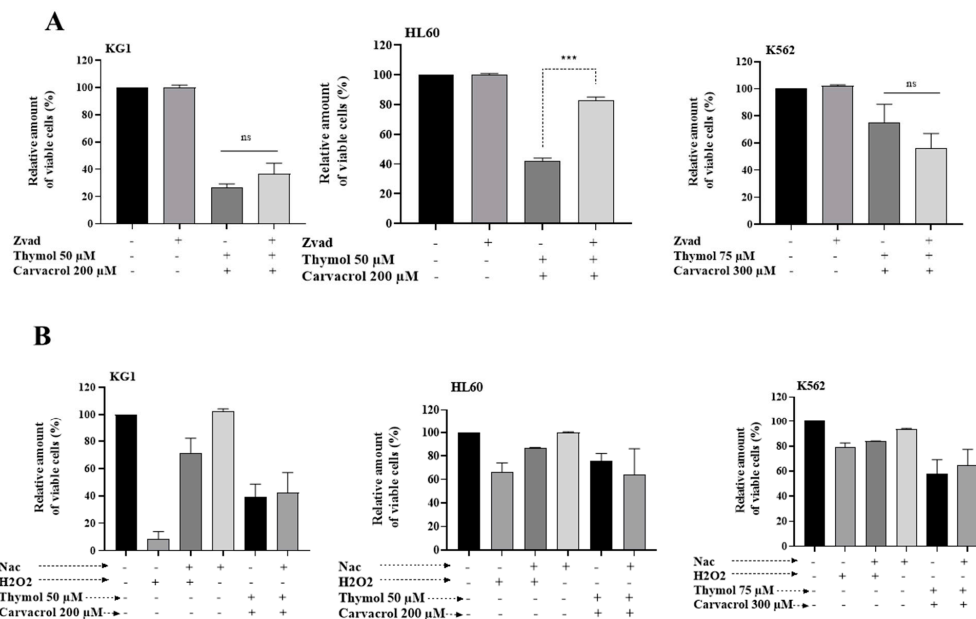 A
KG1
Relative amount
of viable cells (%)
120
100
80
60
40
20
0
ns
Zvad - + - +
Thymol 50 µM - - + +
Carvacrol 200 µM - - + +
HL60
Relative amount
of viable cells (%)
120
100
80
60
40
20
0
***
Zvad - + - +
Thymol 50 µM - - + +
Carvacrol 200 µM - - + +
K562
Relative amount
of viable cells (%)
120
100
80
60
40
20
0
ns
Zvad - + - +
Thymol 75 µM - - + +
Carvacrol 300 µM - - + +
B
KG1
Relative amount
of viable cells (%)
120
100
80
60
40
20
0
Nac - - + + - +
H2O2 - + + - - -
Thymol 50 µM - - - - + +
Carvacrol 200 µM - - - - + +
HL60
Relative amount
of viable cells (%)
120
100
80
60
40
20
0
Nac - - + + - +
H2O2 - + + - - -
Thymol 50 µM - - - - + +
Carvacrol 200 µM - - - - + +
K562
Relative amount
of viable cells (%)
120
100
80
60
40
20
0
Nac - - + + - +
H2O2 - + + - - -
Thymol 75 µM - - - - + +
Carvacrol 300 µM - - - - + +